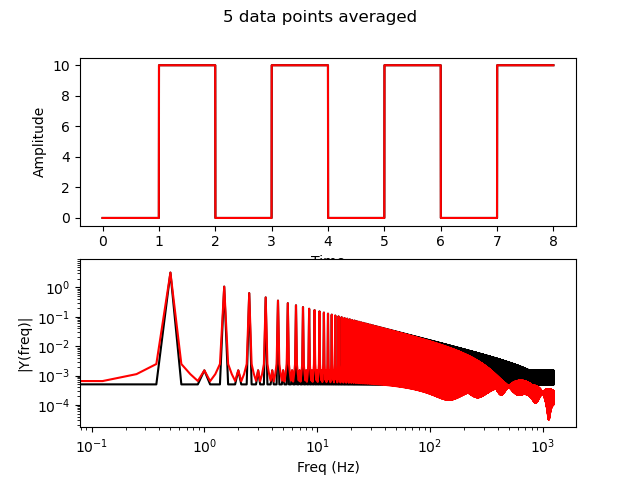 5 data points averaged
10
8
6
4
2
0
Amplitude
0 1 2 3 4 5 6 7 8
10⁰
10⁻¹
10⁻²
10⁻³
10⁻⁴
|Y(freq)|
10⁻¹ 10⁰ 10¹ 10² 10³
Freq (Hz)